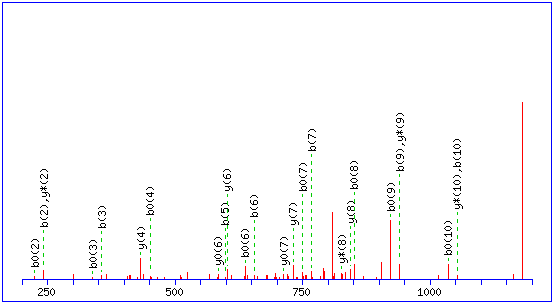 b0(2)
b(2),y*(2)
b0(3)
b(3)
y(4)
b0(4)
y0(6)
b(5)
y(6)
b0(6)
b(6)
y0(7)
y(7)
b0(7)
b(7)
y*(8)
y(8)
b0(8)
b0(9)
b(9),y*(9)
b0(10)
y*(10),b(10)
250
500
750
1000